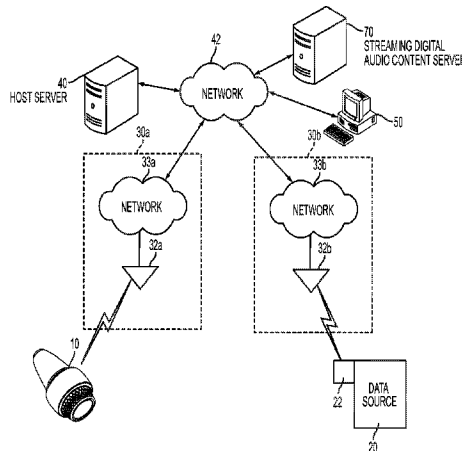 42
70
STREAMING DIGITAL
AUDIO CONTENT SERVER
40
HOST SERVER
NETWORK
50
30a
30b
33a
33b
NETWORK
NETWORK
32a
32b
10
22
DATA
SOURCE
20